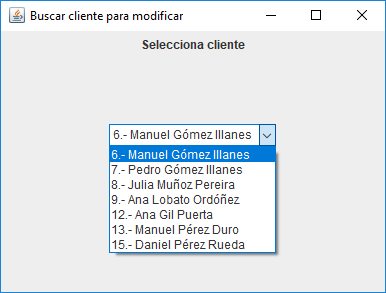 Buscar cliente para modificar
Selecciona cliente
6.- Manuel Gómez Illanes
6.- Manuel Gómez Illanes
7.- Pedro Gómez Illanes
8.- Julia Muñoz Pereira
9.- Ana Lobato Ordóñez
12.- Ana Gil Puerta
13.- Manuel Pérez Duro
15.- Daniel Pérez Rueda